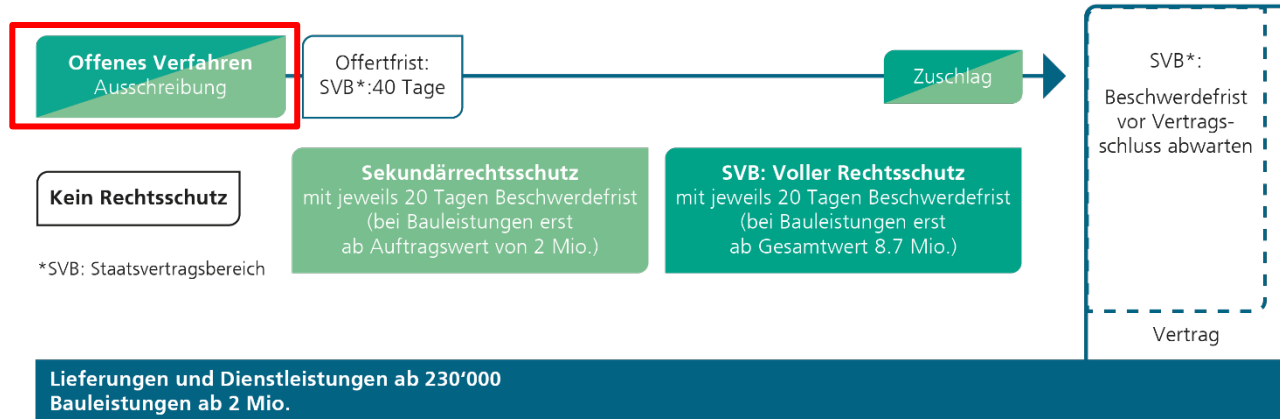 Offenes Verfahren
Ausschreibung
Offertfrist:
SVB*:40 Tage
Zuschlag
SVB*:
Beschwerdefrist
vor Vertrags-
schluss abwarten
Kein Rechtsschutz
Sekundärrechtsschutz
mit jeweils 20 Tagen Beschwerdefrist
(bei Bauleistungen erst
ab Auftragswert von 2 Mio.)
SVB: Voller Rechtsschutz
mit jeweils 20 Tagen Beschwerdefrist
(bei Bauleistungen erst
ab Gesamtwert 8.7 Mio.)
*SVB: Staatsvertragsbereich
Vertrag
Lieferungen und Dienstleistungen ab 230‘000
Bauleistungen ab 2 Mio.